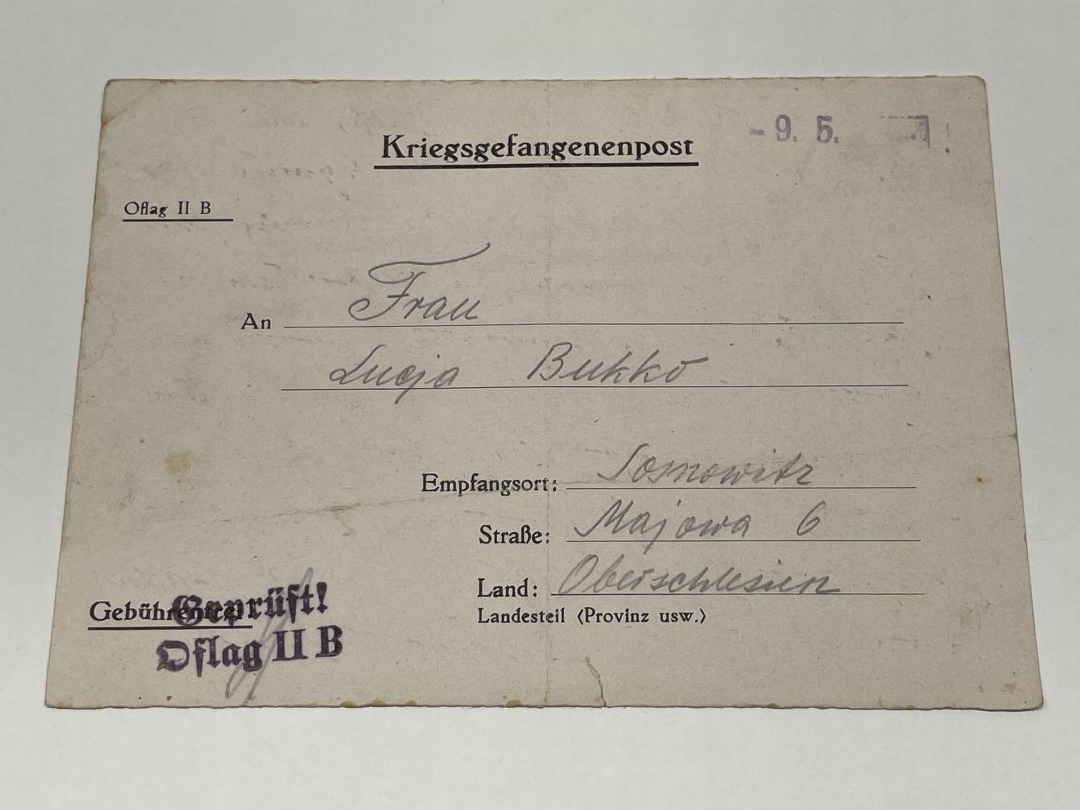 Kriegsgefangenenpost
- 9. 5.
Oflag II B
An Frau
Lucja Bukko
Empfangsort: Sosnowitz
Straße: Majowa 6
Land: Oberschlesien
Landesteil (Provinz usw.)
Gebührenfrei!
Geprüft!
Oflag II B